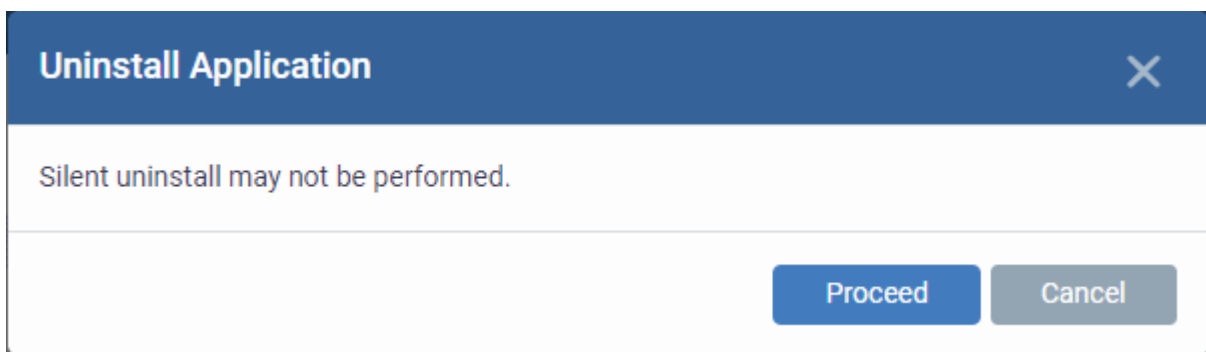 Uninstall Application
Silent uninstall may not be performed.
Proceed
Cancel